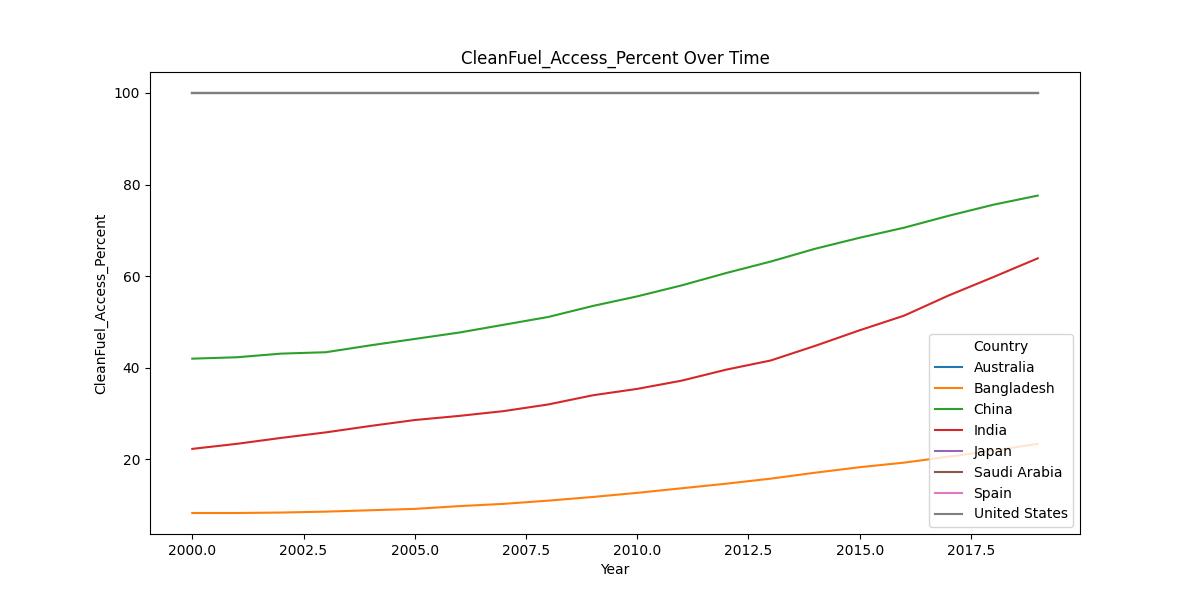 CleanFuel_Access_Percent Over Time
100
80
60
40
20
CleanFuel_Access_Percent
Country
Australia
Bangladesh
China
India
Japan
Saudi Arabia
Spain
United States
2000.0 2002.5 2005.0 2007.5 2010.0 2012.5 2015.0 2017.5
Year